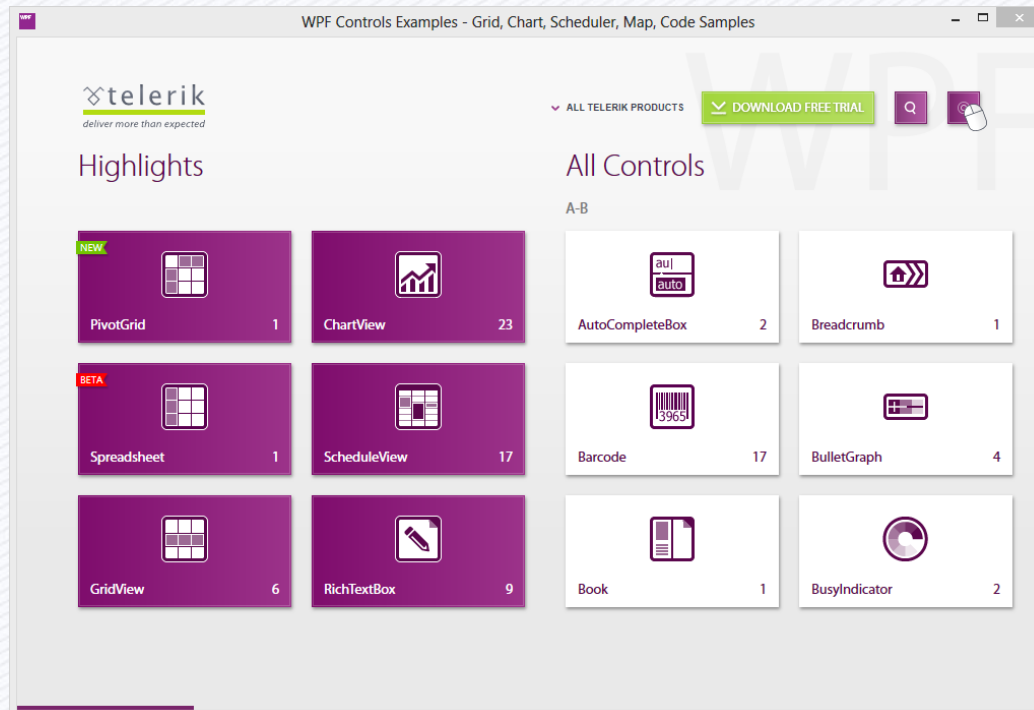 WPF
WPF Controls Examples - Grid, Chart, Scheduler, Map, Code Samples
WPF
telerik
deliver more than expected
ALL TELERIK PRODUCTS
DOWNLOAD FREE TRIAL
Highlights
All Controls
A-B
NEW
PivotGrid 1
ChartView 23
au|
auto
AutoCompleteBox 2
Breadcrumb 1
BETA
Spreadsheet 1
ScheduleView 17
3965
Barcode 17
BulletGraph 4
GridView 6
RichTextBox 9
Book 1
BusyIndicator 2